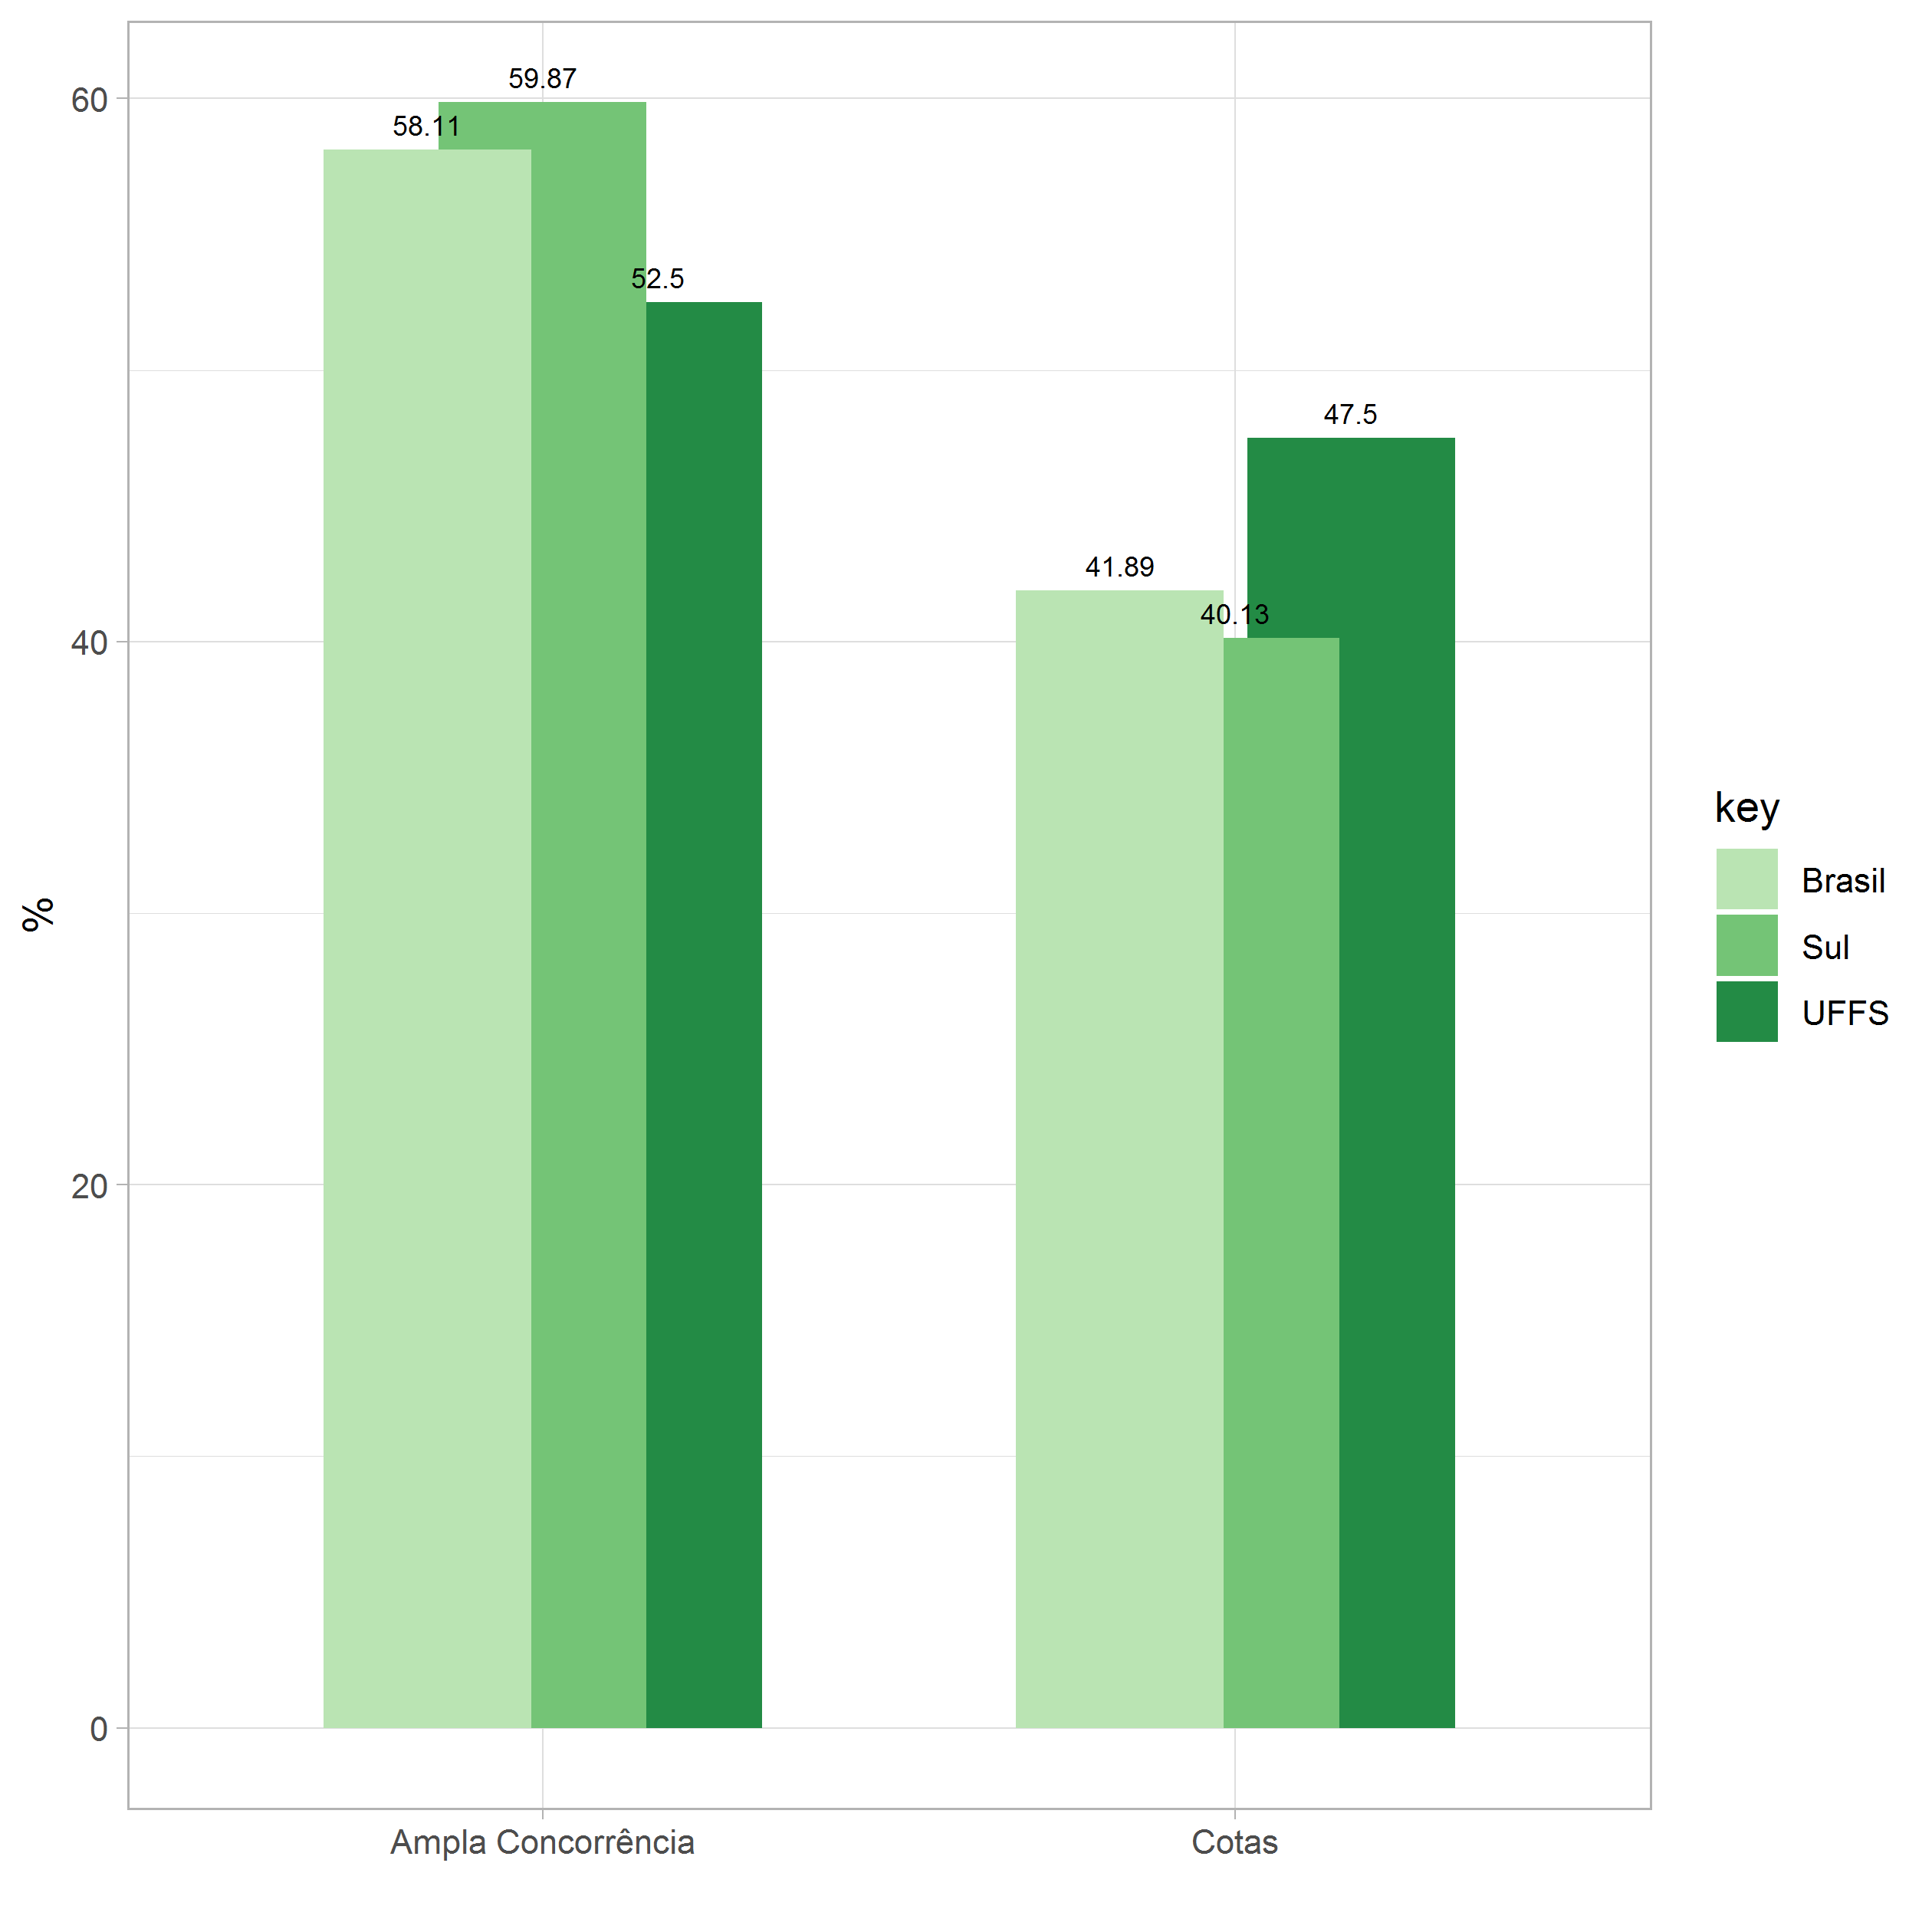 59.87
58.11
52.5
47.5
41.89
40.13
60
40
20
0
%
Ampla Concorrência
Cotas
key
Brasil
Sul
UFFS